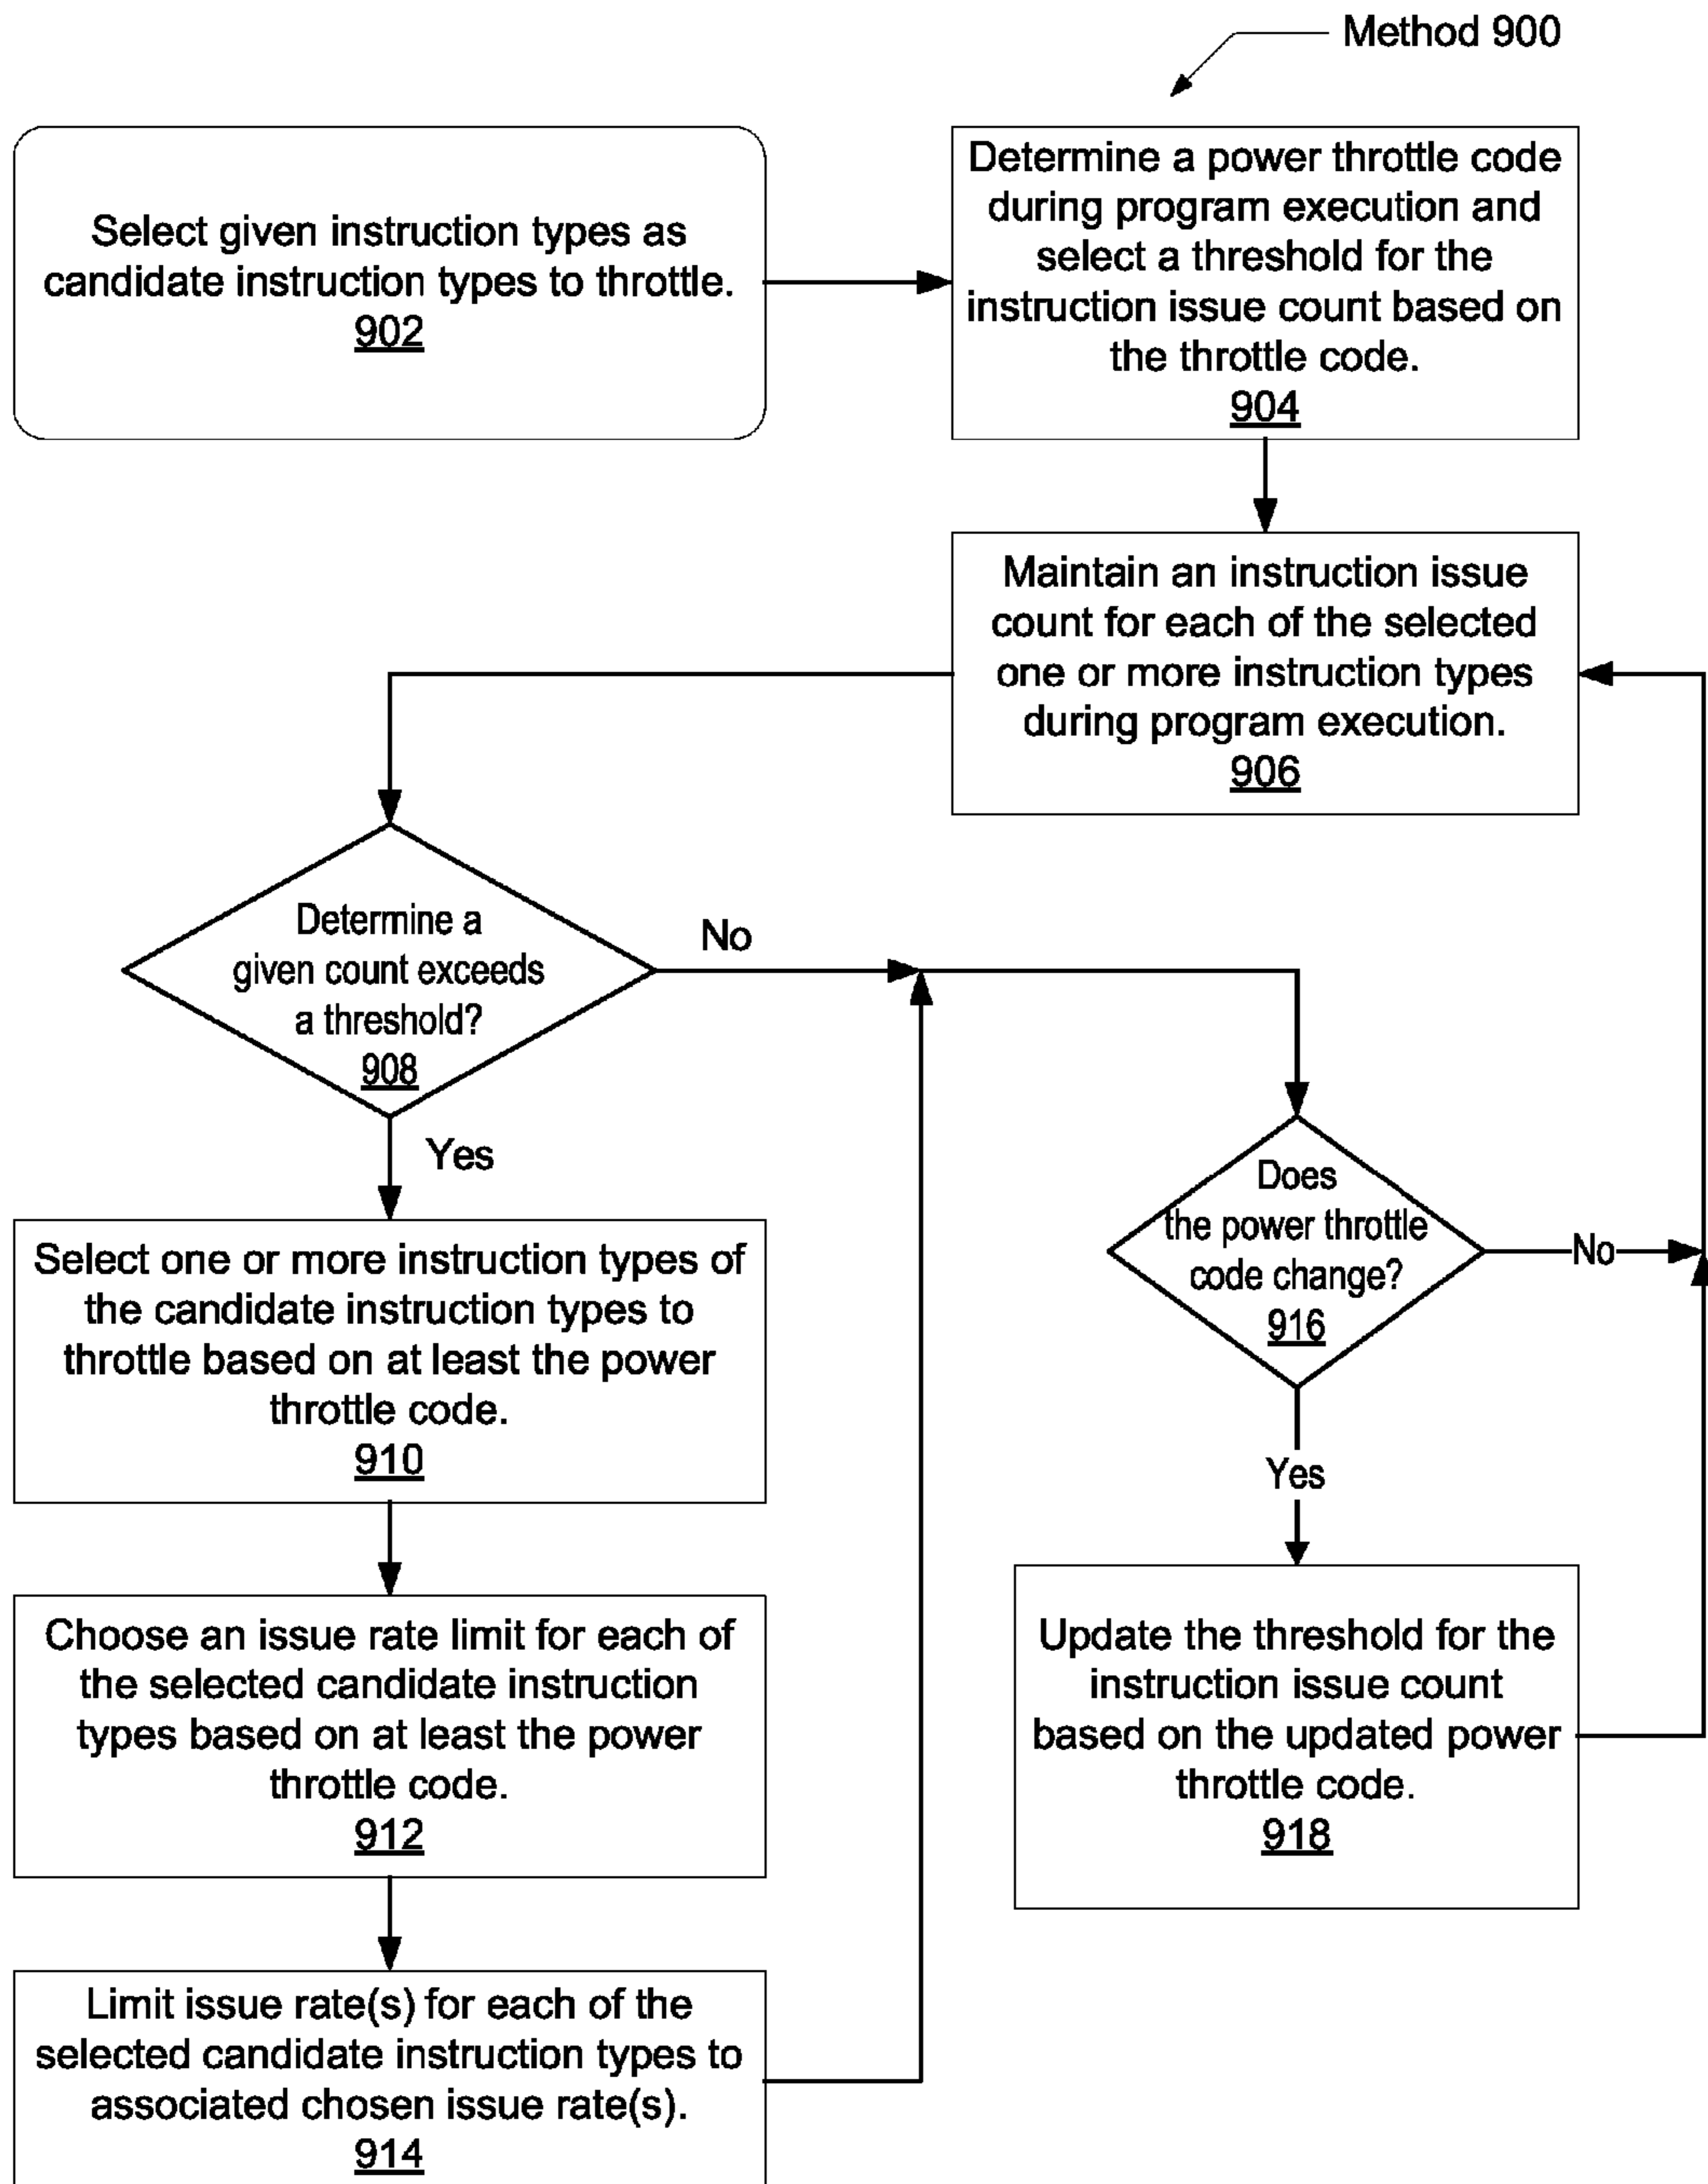 Method 900
Select given instruction types as
candidate instruction types to throttle.
902
Determine a power throttle code
during program execution and
select a threshold for the
instruction issue count based on
the throttle code.
904
Maintain an instruction issue
count for each of the selected
one or more instruction types
during program execution.
906
Determine a
given count exceeds
a threshold?
908
No
Yes
Select one or more instruction types of
the candidate instruction types to
throttle based on at least the power
throttle code.
910
Choose an issue rate limit for each of
the selected candidate instruction
types based on at least the power
throttle code.
912
Limit issue rate(s) for each of the
selected candidate instruction types to
associated chosen issue rate(s).
914
Does
the power throttle
code change?
916
No
Yes
Update the threshold for the
instruction issue count
based on the updated power
throttle code.
918